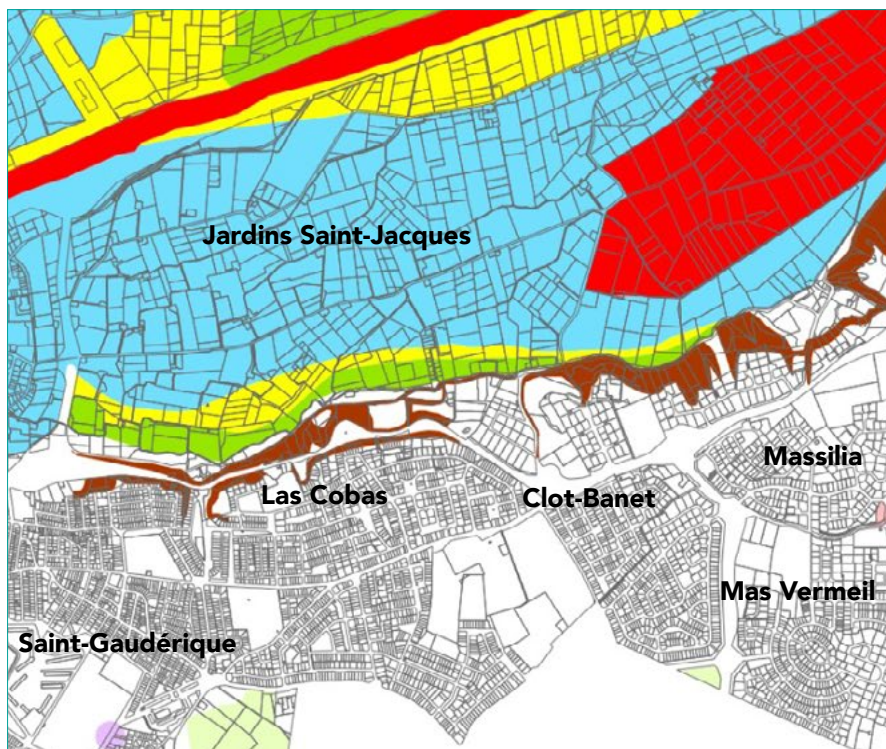 Jardins Saint-Jacques
Massilia
Las Cobas
Clot-Banet
Mas Vermeil
Saint-Gaudérique